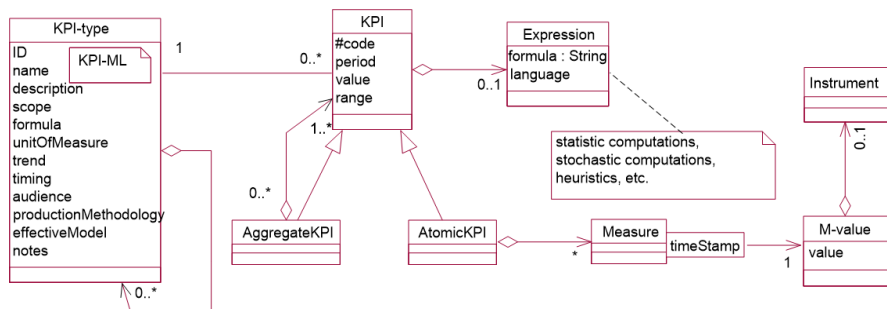 KPI-type
ID
name
description
scope
formula
unitOfMeasure
trend
timing
audience
productionMethodology
effectiveModel
notes
KPI-ML
1
0..*
0..*
KPI
#code
period
value
range
1..*
0..*
0..1
Expression
formula : String
language
statistic computations,
stochastic computations,
heuristics, etc.
AggregateKPI
AtomicKPI
*
Measure
timeStamp
1
Instrument
0..1
M-value
value